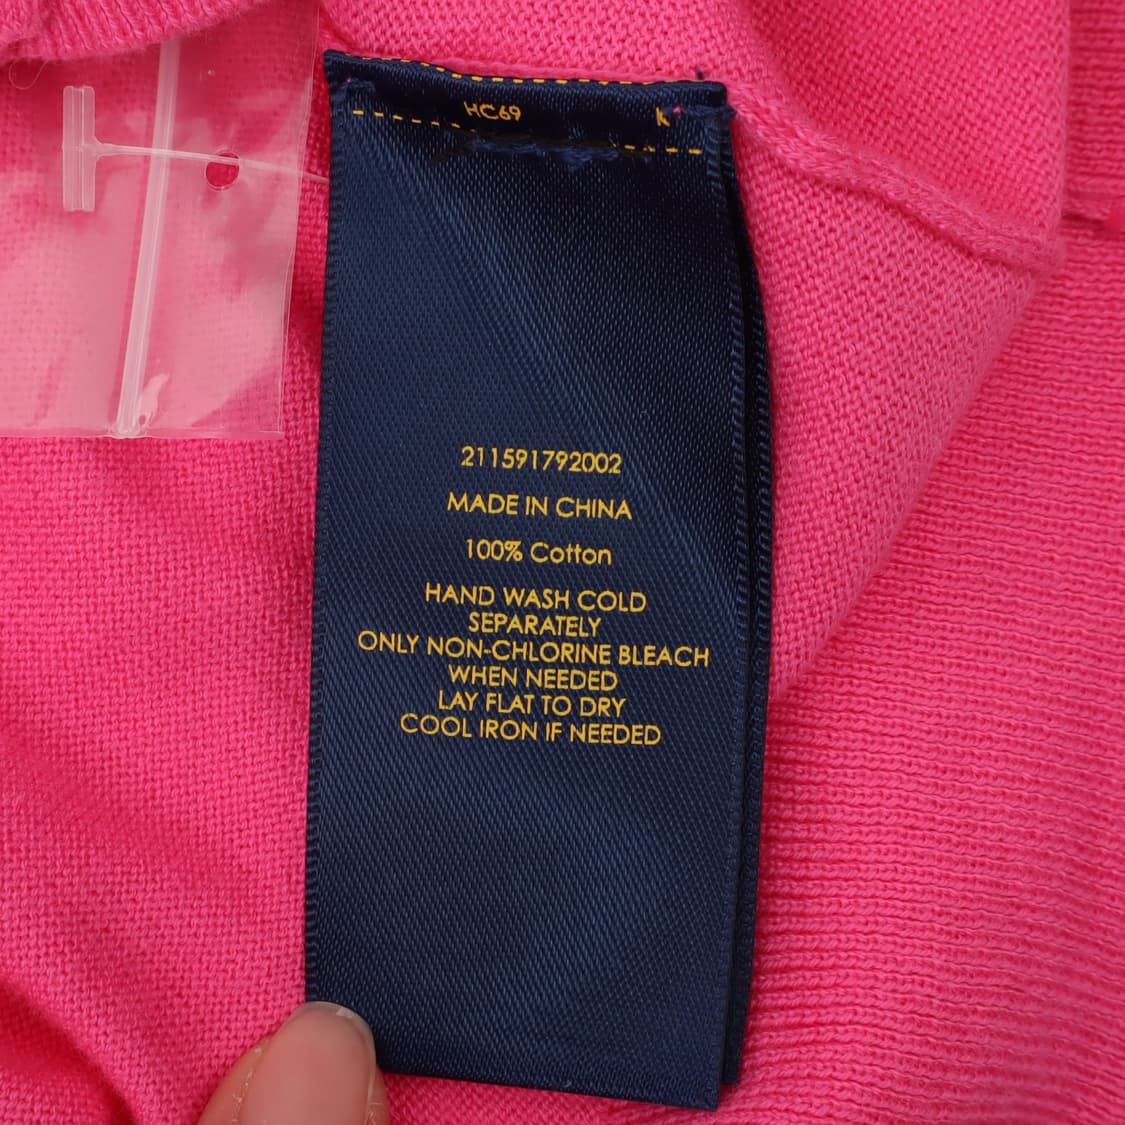 HC69 K
211591792002
MADE IN CHINA
100% Cotton
HAND WASH COLD
SEPARATELY
ONLY NON-CHLORINE BLEACH
WHEN NEEDED
LAY FLAT TO DRY
COOL IRON IF NEEDED